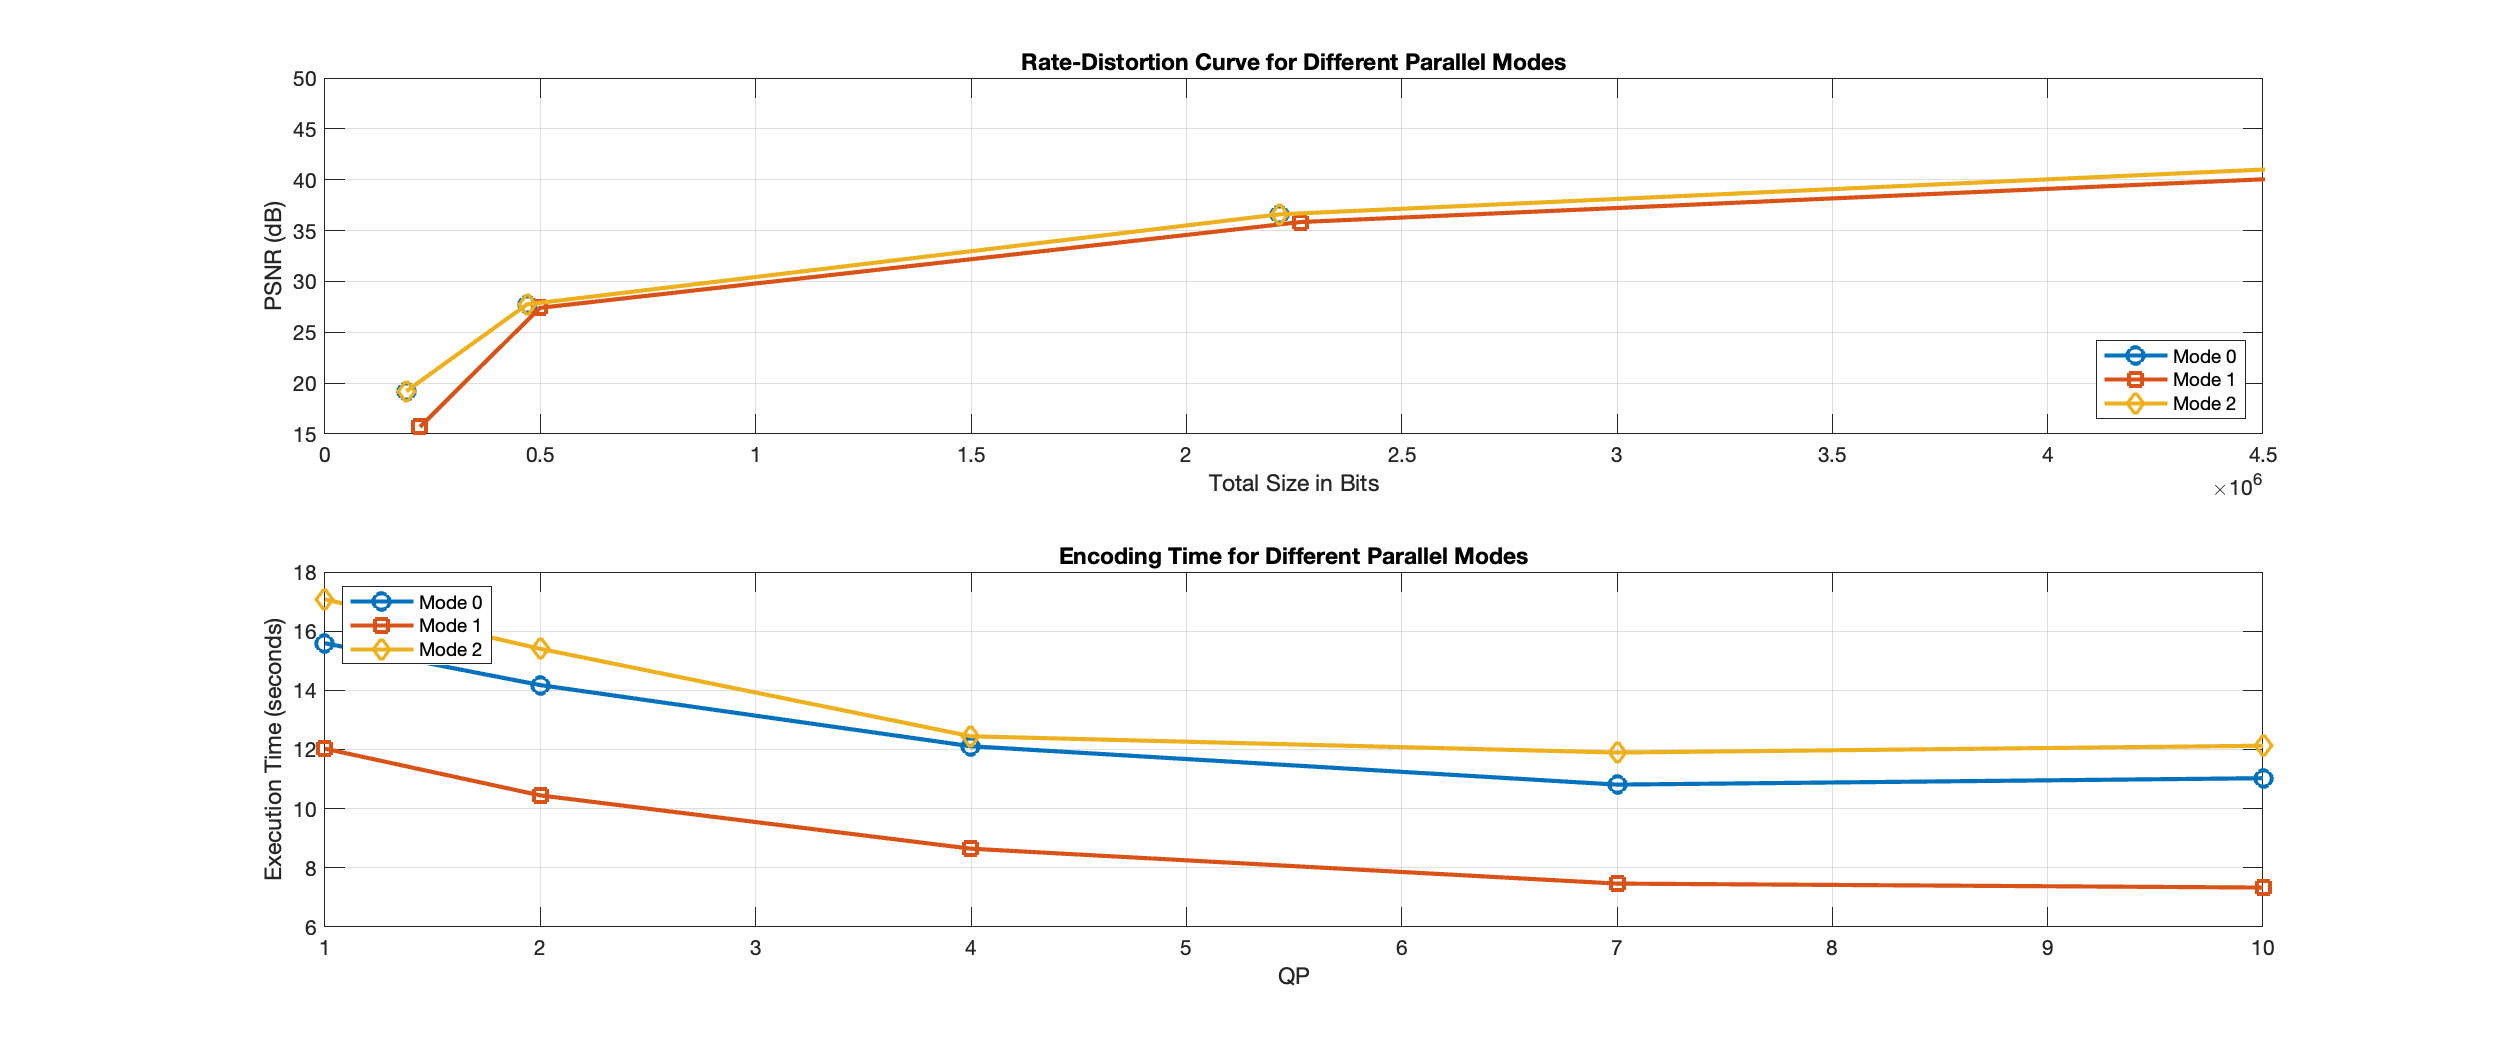 Rate-Distortion Curve for Different Parallel Modes
50
45
40
35
30
25
20
15
PSNR (dB)
0 0.5 1 1.5 2 2.5 3 3.5 4 4.5
Total Size in Bits
×10^6
Mode 0
Mode 1
Mode 2
Encoding Time for Different Parallel Modes
18
16
14
12
10
8
6
Execution Time (seconds)
Mode 0
Mode 1
Mode 2
1 2 3 4 5 6 7 8 9 10
QP